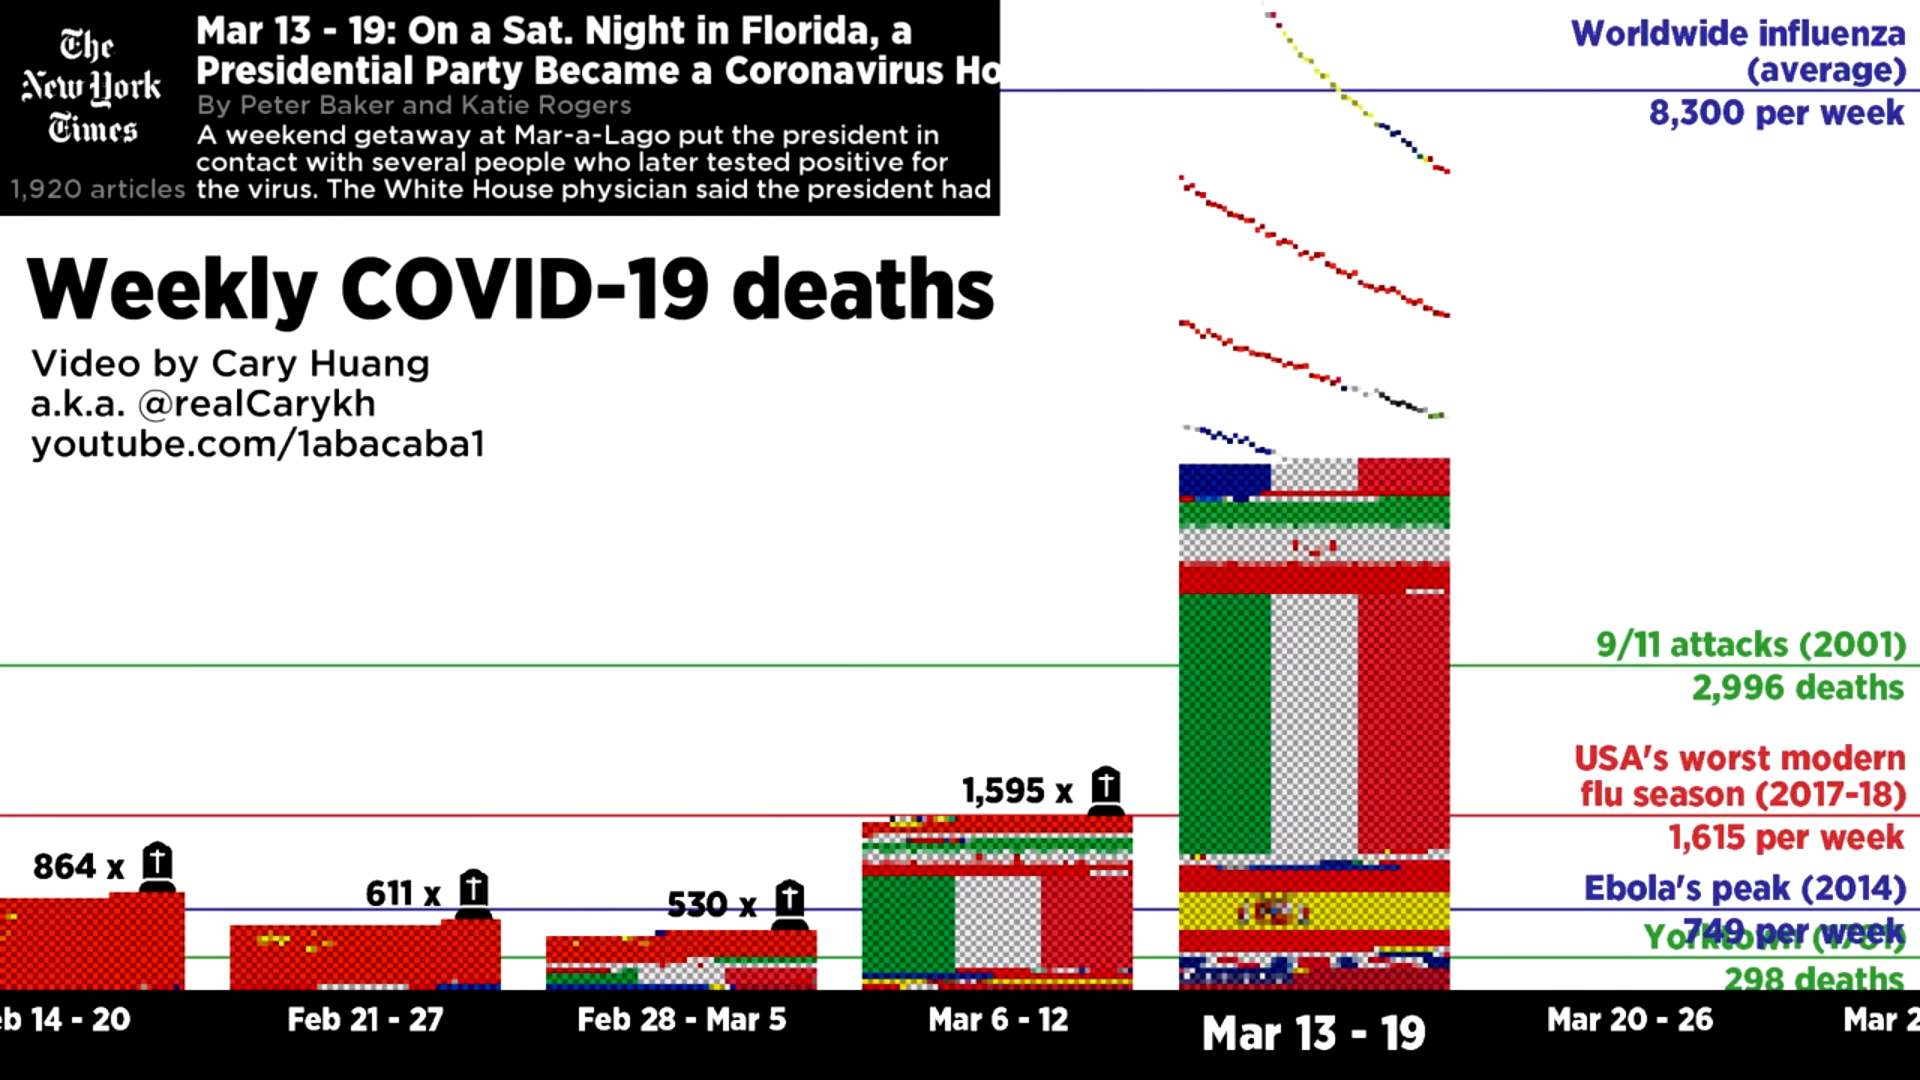 The
New York
Times
1,920 articles
Mar 13 - 19: On a Sat. Night in Florida, a
Presidential Party Became a Coronavirus Ho
By Peter Baker and Katie Rogers
A weekend getaway at Mar-a-Lago put the president in
contact with several people who later tested positive for
the virus. The White House physician said the president had
Weekly COVID-19 deaths
Video by Cary Huang
a.k.a. @realCarykh
youtube.com/1abacaba1
Worldwide influenza
(average)
8,300 per week
9/11 attacks (2001)
2,996 deaths
USA's worst modern
flu season (2017-18)
1,615 per week
Ebola's peak (2014)
749 per week
298 deaths
864 x
611 x
530 x
1,595 x
eb 14 - 20
Feb 21 - 27
Feb 28 - Mar 5
Mar 6 - 12
Mar 13 - 19
Mar 20 - 26
Mar 2